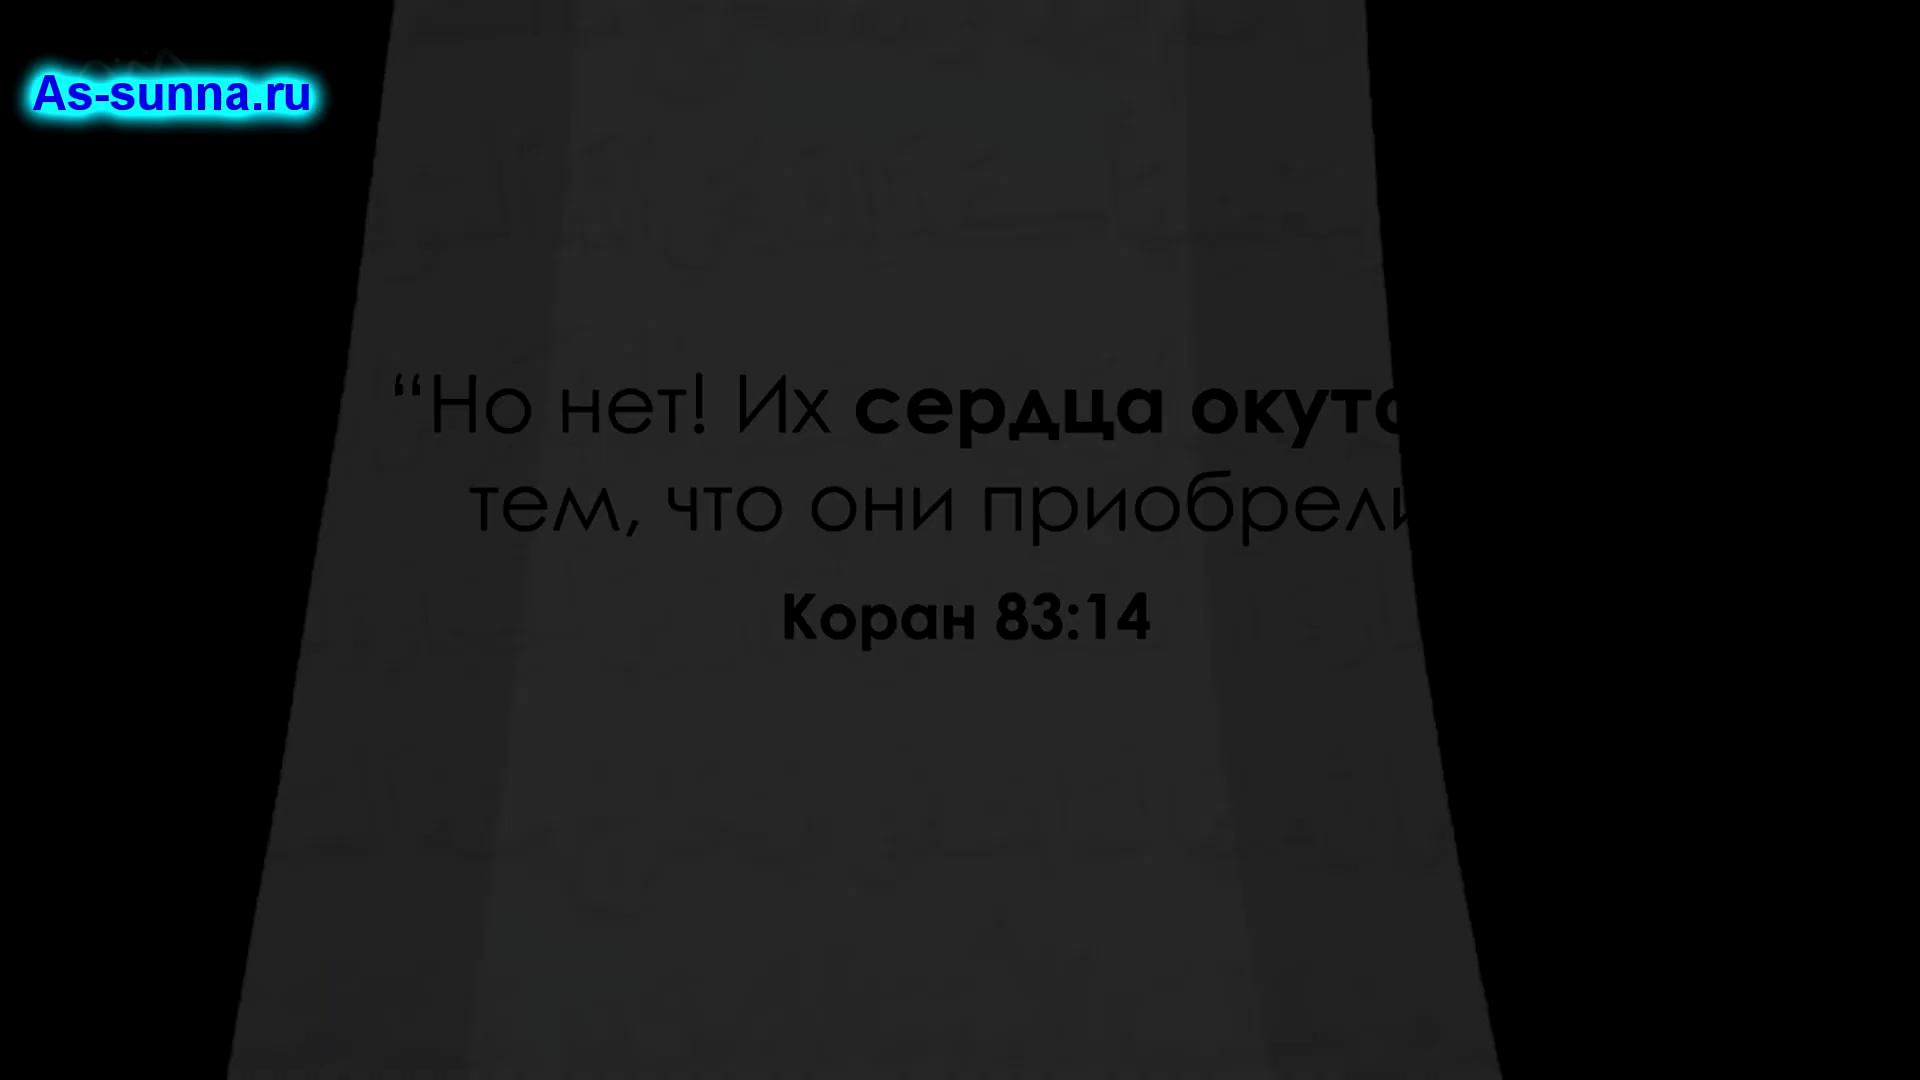 As-sunna.ru
“Но нет! Их сердца
тем, что они
Коран 83:14